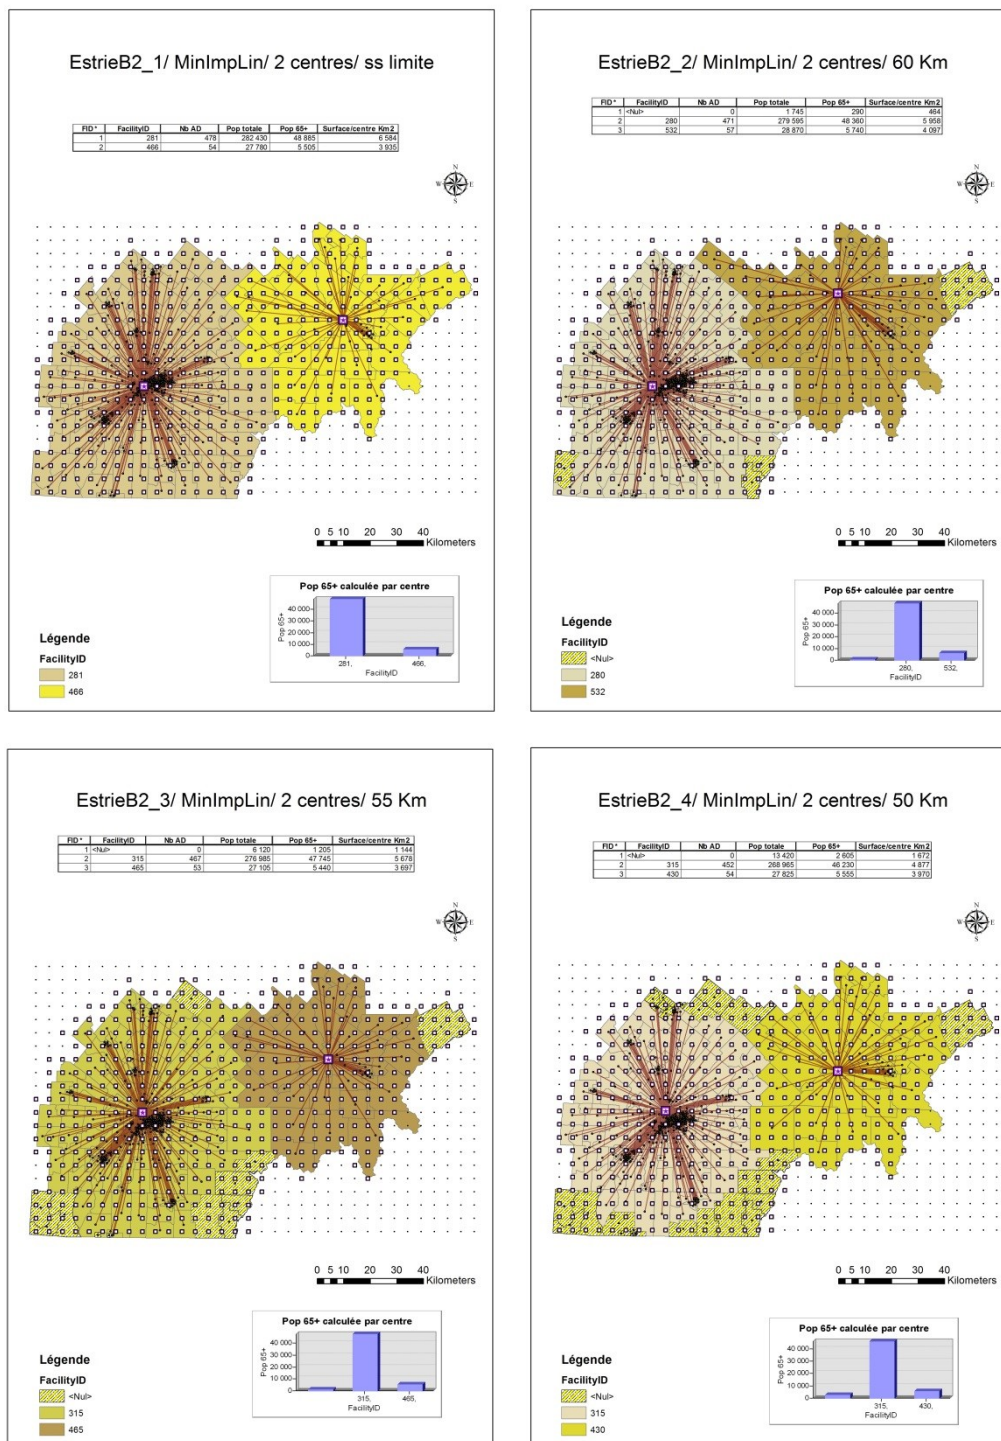 EstrieB2_1/ MinImpLin/ 2 centres/ ss limite
FID * FacilityID Nb AD Pop totale Pop 65+ Surface/centre Km2
1 281 478 282 430 48 885 6 584
2 466 54 27 780 5 505 3 935
N
W E
S
0 5 10 20 30 40
Kilometers
Pop 65+ calculée par centre
Pop 65+
40 000
30 000
20 000
10 000
0
281, 466,
FacilityID
Légende
FacilityID
281
466
EstrieB2_2/ MinImpLin/ 2 centres/ 60 Km
FID * FacilityID Nb AD Pop totale Pop 65+ Surface/centre Km2
1 <Nul> 0 1 745 290 464
2 280 471 279 595 48 360 5 958
3 532 57 28 870 5 740 4 097
N
W E
S
0 5 10 20 30 40
Kilometers
Pop 65+ calculée par centre
Pop 65+
40 000
30 000
20 000
10 000
0
280, 532,
FacilityID
Légende
FacilityID
<Nul>
280
532
EstrieB2_3/ MinImpLin/ 2 centres/ 55 Km
FID * FacilityID Nb AD Pop totale Pop 65+ Surface/centre Km2
1 <Nul> 0 6 120 1 205 1 144
2 315 467 276 985 47 745 5 678
3 465 53 27 105 5 440 3 697
N
W E
S
0 5 10 20 30 40
Kilometers
Pop 65+ calculée par centre
Pop 65+
40 000
30 000
20 000
10 000
0
315, 465,
FacilityID
Légende
FacilityID
<Nul>
315
465
EstrieB2_4/ MinImpLin/ 2 centres/ 50 Km
FID * FacilityID Nb AD Pop totale Pop 65+ Surface/centre Km2
1 <Nul> 0 13 420 2 605 1 672
2 315 452 268 965 46 230 4 877
3 430 54 27 825 5 555 3 970
N
W E
S
0 5 10 20 30 40
Kilometers
Pop 65+ calculée par centre
Pop 65+
40 000
30 000
20 000
10 000
0
315, 430,
FacilityID
Légende
FacilityID
<Nul>
315
430